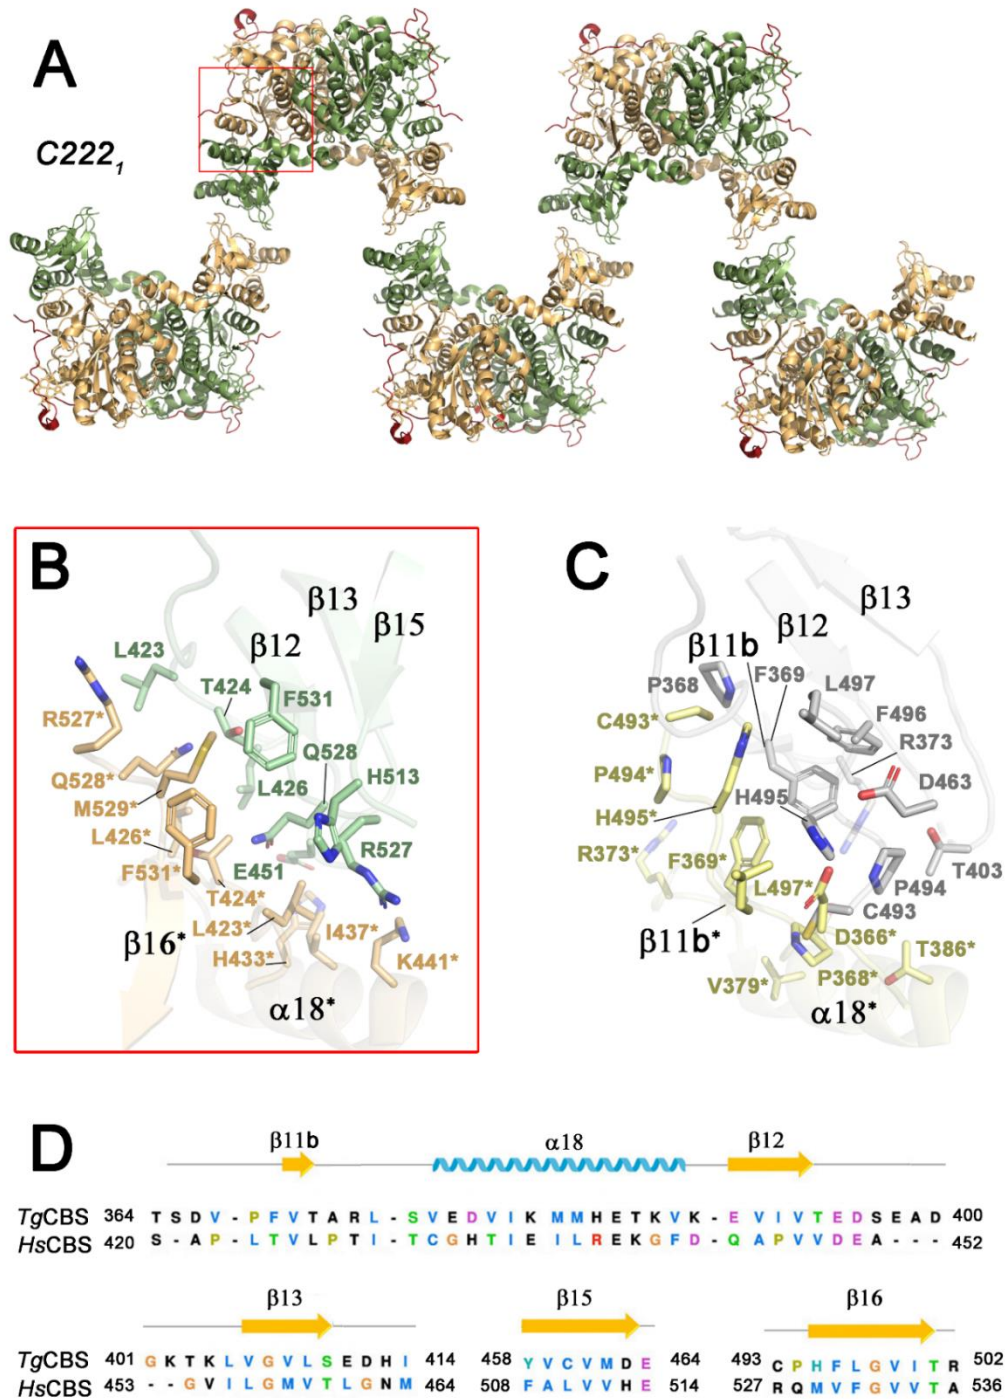 A
C222₁
B
β13
β15
β12
L423
T424
F531
R527*
Q528
Q528*
H513
M529*
L426
L426*
R527
F531*
E451
T424*
L423*
I437*
β16*
H433*
K441*
α18*
C
β13
β12
β11b
P368
F369
L497
C493*
F496
R373
P494*
D463
H495
H495*
R373*
F369*
T403
L497*
P494
C493
β11b*
D366*
T386*
V379*
P368*
α18*
D
β11b α18 β12
TgCBS 364 T S D V - P F V T A R L - S V E D V I K M M H E T K V K - E V I V T E D S E A D 400
HsCBS 420 S - A P - L T V L P T I - T C G H T I E I L R E K G F D - Q A P V V D E A - - - 452
β13 β15 β16
TgCBS 401 G K T K L V G V L S E D H I 414 458 Y V C V M D E 464 493 C P H F L G V I T R 502
HsCBS 453 - - G V I L G M V T L G N M 464 508 F A L V V H E 514 527 R Q M V F G V V T A 536